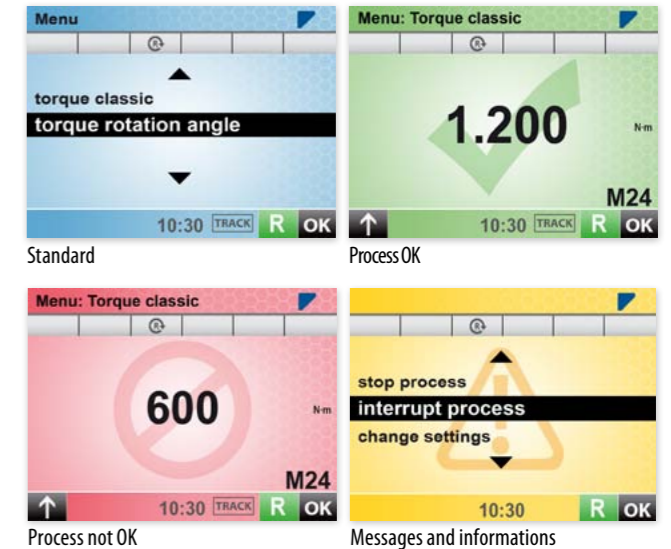 Menu
R
torque classic
torque rotation angle
10:30 TRACK R OK
Standard
Menu: Torque classic
R
1.200 N·m
M24
↑ 10:30 TRACK R OK
Process OK
Menu: Torque classic
R
600 N·m
M24
↑ 10:30 TRACK R OK
Process not OK
R
stop process
interrupt process
change settings
10:30 R OK
Messages and informations